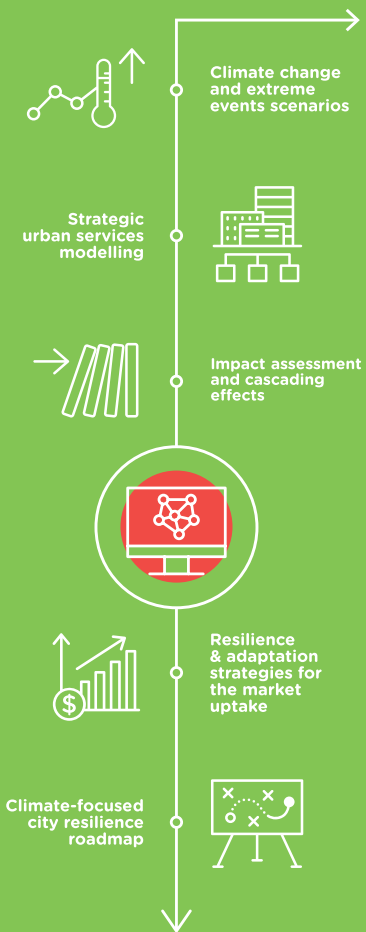 Climate change
and extreme
events scenarios
Strategic
urban services
modelling
Impact assessment
and cascading
effects
$
Resilience
& adaptation
strategies for
the market
uptake
Climate-focused
city resilience
roadmap